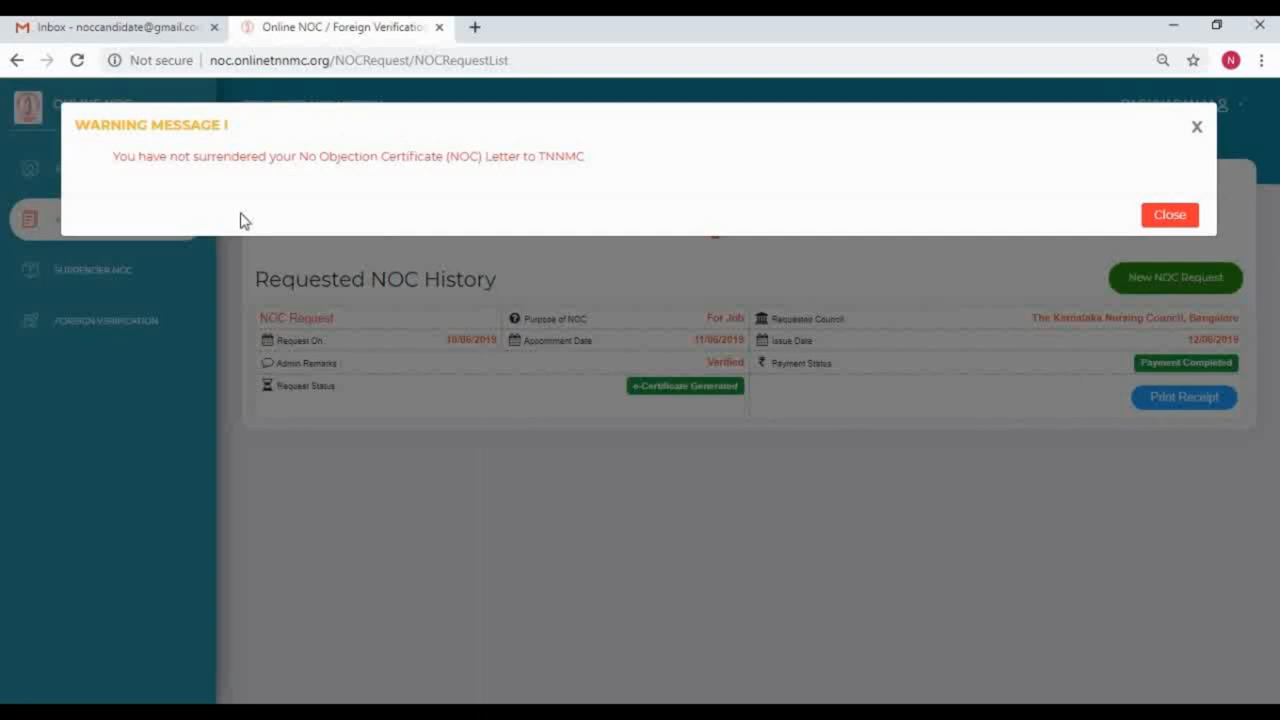 Inbox - noccandidate@gmail.co
Online NOC / Foreign Verificatio
Not secure | noc.onlinetnnmc.org/NOCRequest/NOCRequestList
N
WARNING MESSAGE !
X
You have not surrendered your No Objection Certificate (NOC) Letter to TNNMC
Close
SURRENDER NOC
FOREIGN VERIFICATION
Requested NOC History
New NOC Request
NOC Request
Purpose of NOC For Job
Requested Council The Karnataka Nursing Council, Bangalore
Request On 10/06/2019
Appointment Date 11/06/2019
Issue Date 12/06/2019
Admin Remarks Verified
Payment Status Payment Completed
Request Status e-Certificate Generated
Print Receipt